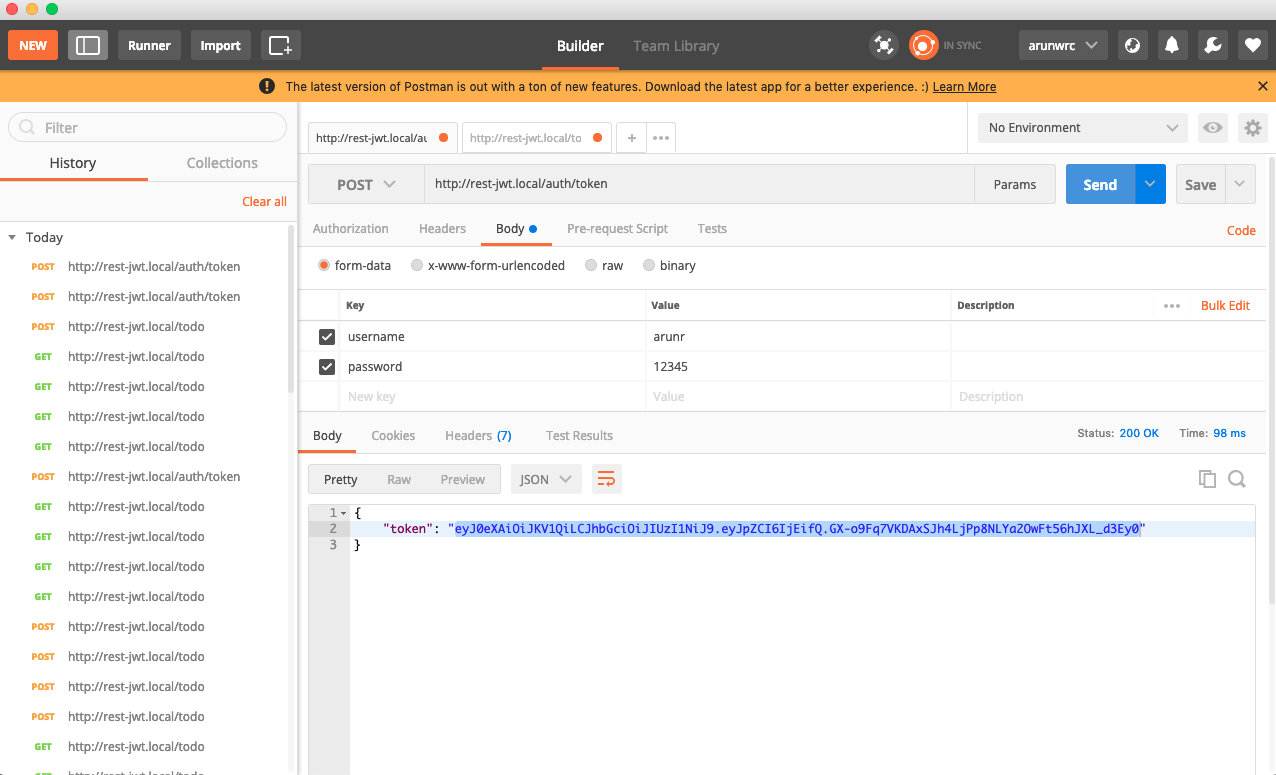 NEW Runner Import Builder Team Library IN SYNC arunwrc
The latest version of Postman is out with a ton of new features. Download the latest app for a better experience. :) Learn More
Filter
History Collections
Clear all
Today
POST http://rest-jwt.local/auth/token
POST http://rest-jwt.local/auth/token
POST http://rest-jwt.local/todo
GET http://rest-jwt.local/todo
GET http://rest-jwt.local/todo
GET http://rest-jwt.local/todo
GET http://rest-jwt.local/todo
POST http://rest-jwt.local/auth/token
GET http://rest-jwt.local/todo
GET http://rest-jwt.local/todo
GET http://rest-jwt.local/todo
GET http://rest-jwt.local/todo
POST http://rest-jwt.local/todo
POST http://rest-jwt.local/todo
POST http://rest-jwt.local/todo
POST http://rest-jwt.local/todo
GET http://rest-jwt.local/todo
http://rest-jwt.local/au http://rest-jwt.local/to + No Environment
POST http://rest-jwt.local/auth/token Params Send Save
Authorization Headers Body Pre-request Script Tests Code
form-data x-www-form-urlencoded raw binary
Key Value Description Bulk Edit
username arunr
password 12345
New key Value Description
Body Cookies Headers (7) Test Results Status: 200 OK Time: 98 ms
Pretty Raw Preview JSON
1 {
2 "token": "eyJ0eXAiOiJKV1QiLCJhbGciOiJIUzI1NiJ9.eyJpZCI6IjEifQ.GX-o9Fq7VKDAxSJh4LjPp8NLYa2OwFt56hJXL_d3Ey0"
3 }